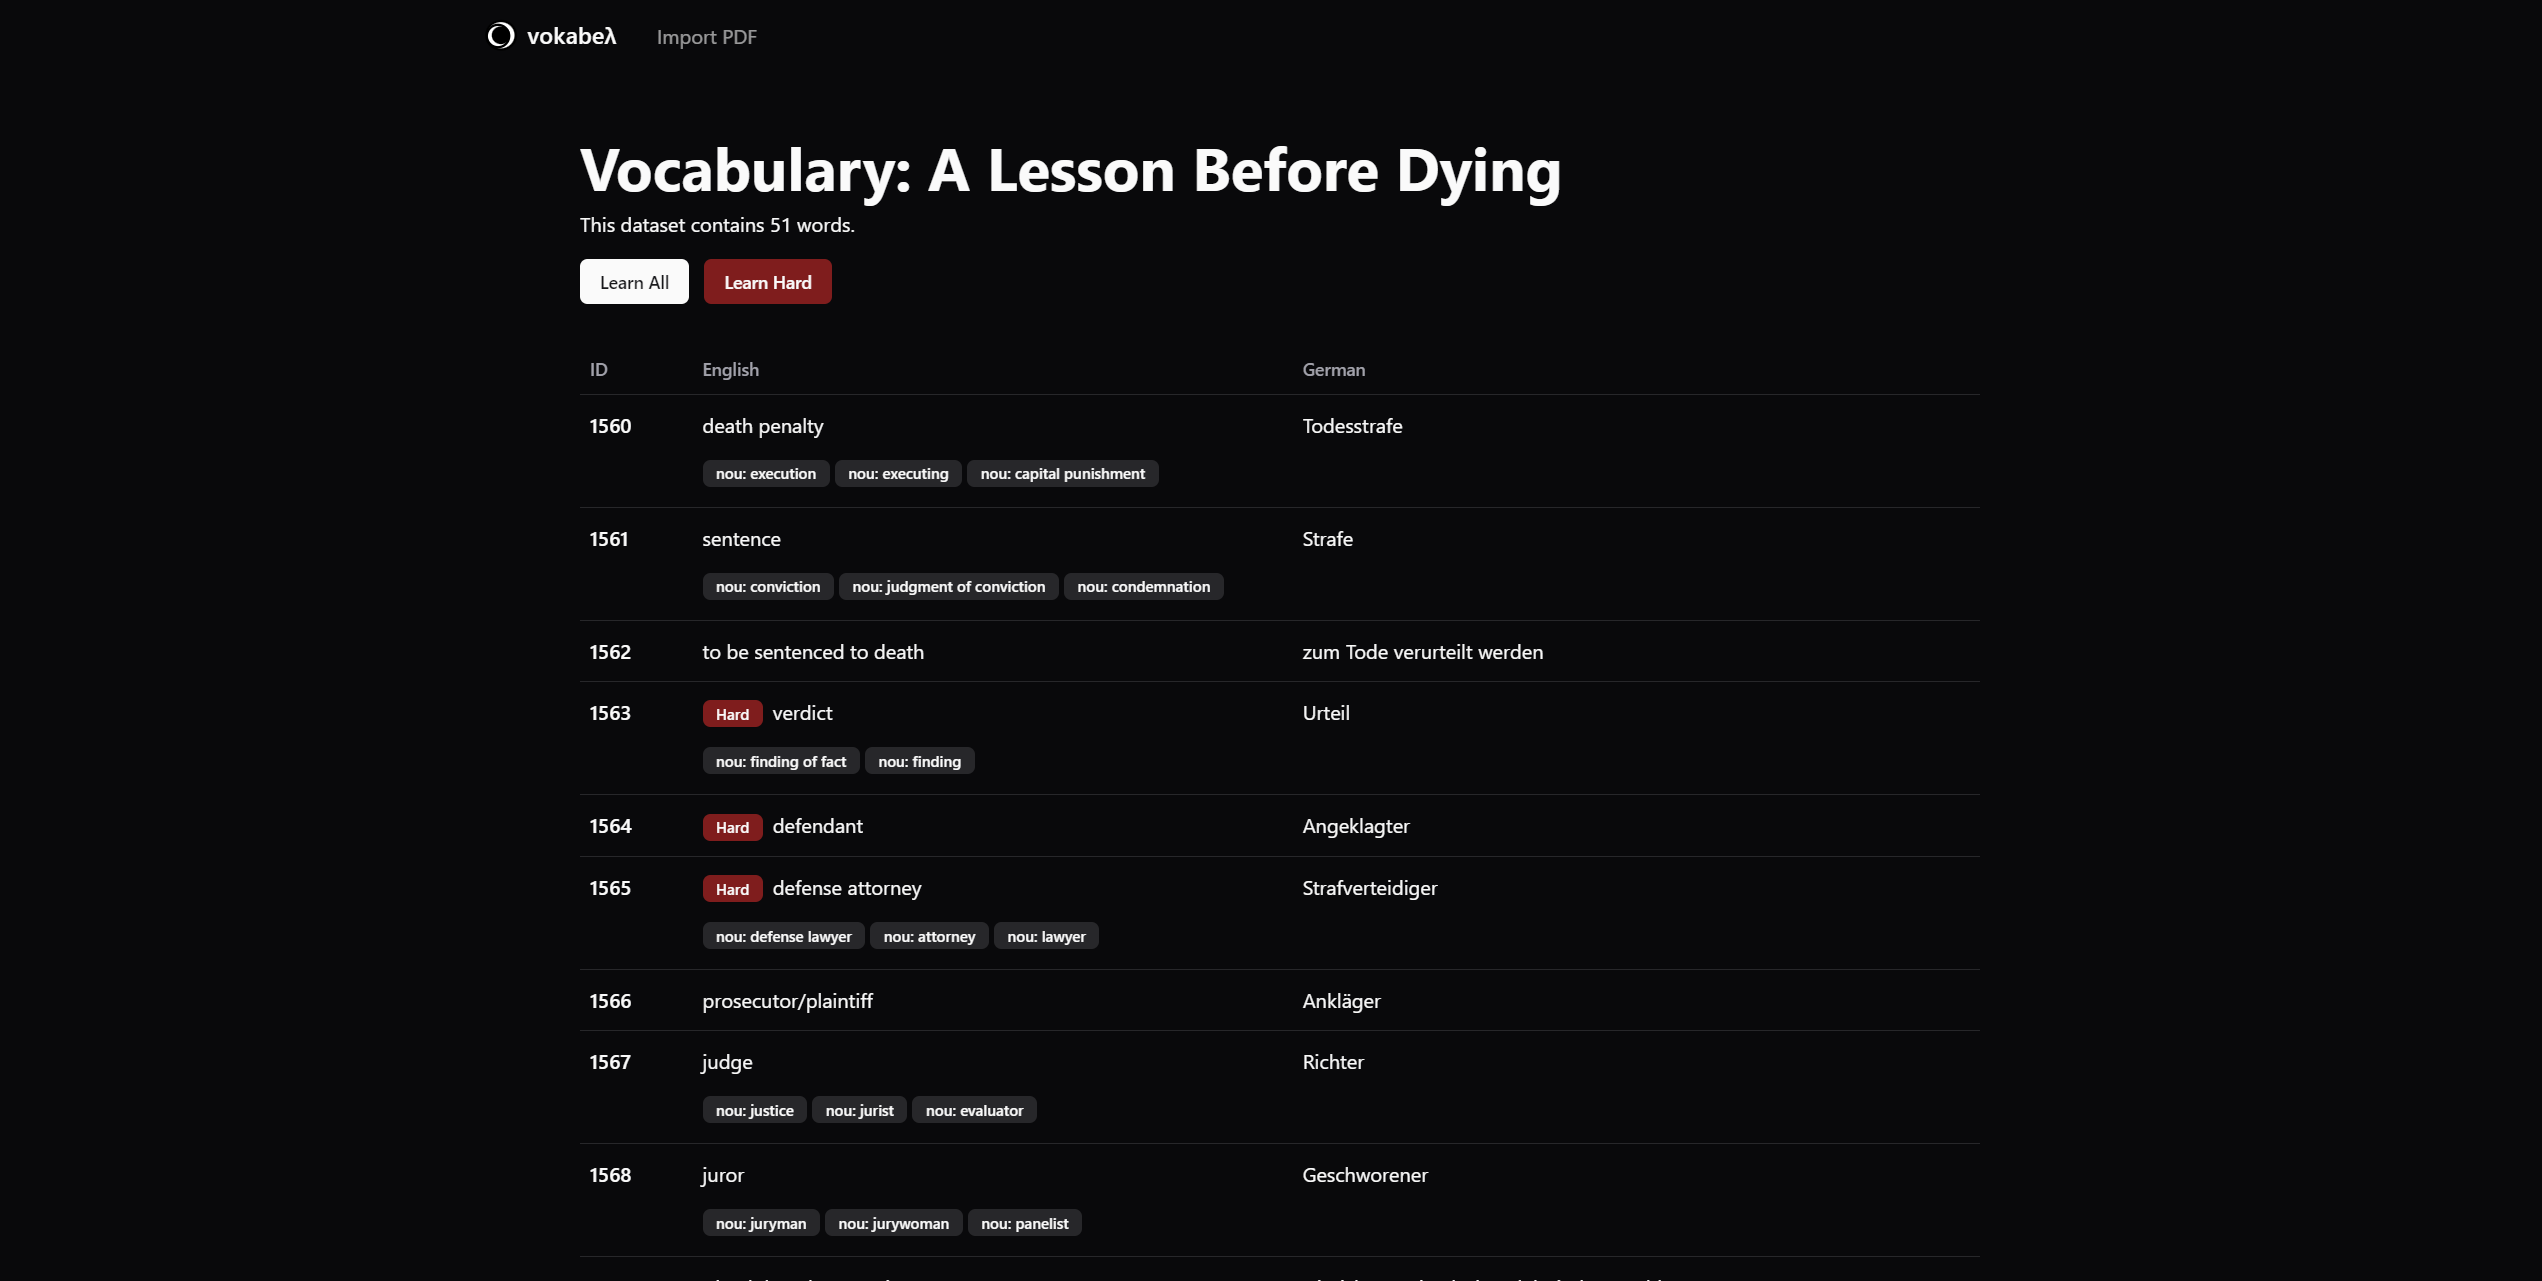 vokabeλ Import PDF
Vocabulary: A Lesson Before Dying
This dataset contains 51 words.
Learn All Learn Hard
ID English German
1560 death penalty Todesstrafe
nou: execution nou: executing nou: capital punishment
1561 sentence Strafe
nou: conviction nou: judgment of conviction nou: condemnation
1562 to be sentenced to death zum Tode verurteilt werden
1563 Hard verdict Urteil
nou: finding of fact nou: finding
1564 Hard defendant Angeklagter
1565 Hard defense attorney Strafverteidiger
nou: defense lawyer nou: attorney nou: lawyer
1566 prosecutor/plaintiff Ankläger
1567 judge Richter
nou: justice nou: jurist nou: evaluator
1568 juror Geschworener
nou: juryman nou: jurywoman nou: panelist